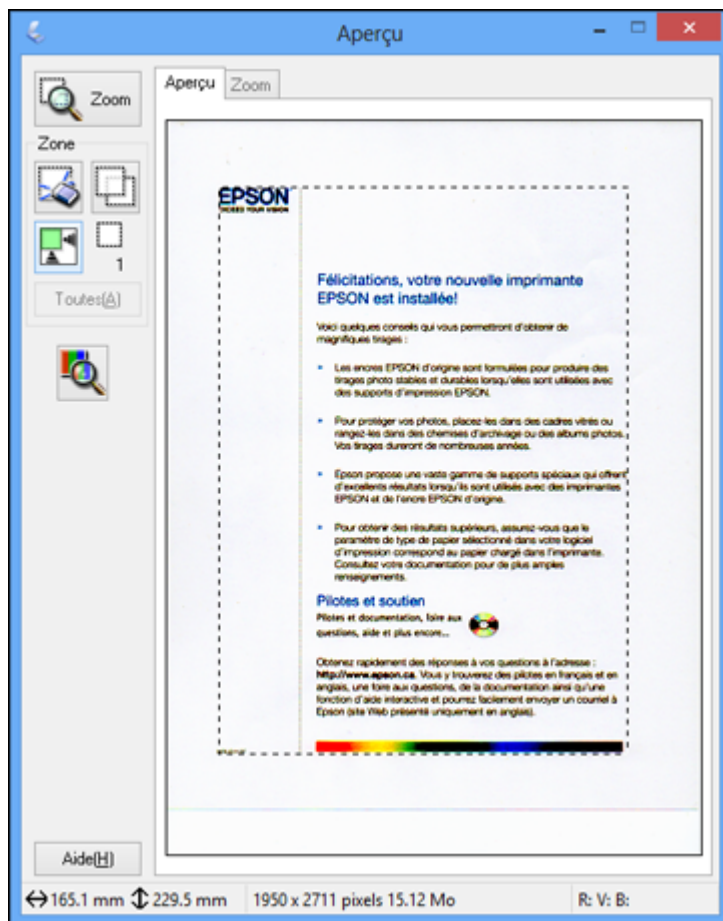 Aperçu
Zoom
Aperçu
Zoom
Zone
1
Toutes(A)
EPSON
EXCEED YOUR VISION
Félicitations, votre nouvelle imprimante
EPSON est installée!
Voici quelques conseils qui vous permettront d'obtenir de
magnifiques tirages :
Les encres EPSON d'origine sont formulées pour produire des
tirages photo stables et durables lorsqu'elles sont utilisées avec
des supports d'impression EPSON.
Pour protéger vos photos, placez-les dans des cadres vitrés ou
rangez-les dans des chemises d'archivage ou des albums photos.
Vos tirages dureront de nombreuses années.
Epson propose une vaste gamme de supports spéciaux qui offrent
d'excellents résultats lorsqu'ils sont utilisés avec des imprimantes
EPSON et de l'encre EPSON d'origine.
Pour obtenir des résultats supérieurs, assurez-vous que le
paramètre de type de papier sélectionné dans votre logiciel
d'impression correspond au papier chargé dans l'imprimante.
Consultez votre documentation pour de plus amples
renseignements.
Pilotes et soutien
Pilotes et documentation, foire aux
questions, aide et plus encore...
Obtenez rapidement des réponses à vos questions à l'adresse :
http://www.epson.ca. Vous y trouverez des pilotes en français et en
anglais, une foire aux questions, de la documentation ainsi qu'une
fonction d'aide interactive et pourrez facilement envoyer un courriel à
Epson (site Web présenté uniquement en anglais).
Aide(H)
165.1 mm 229.5 mm 1950 x 2711 pixels 15.12 Mo R: V: B: